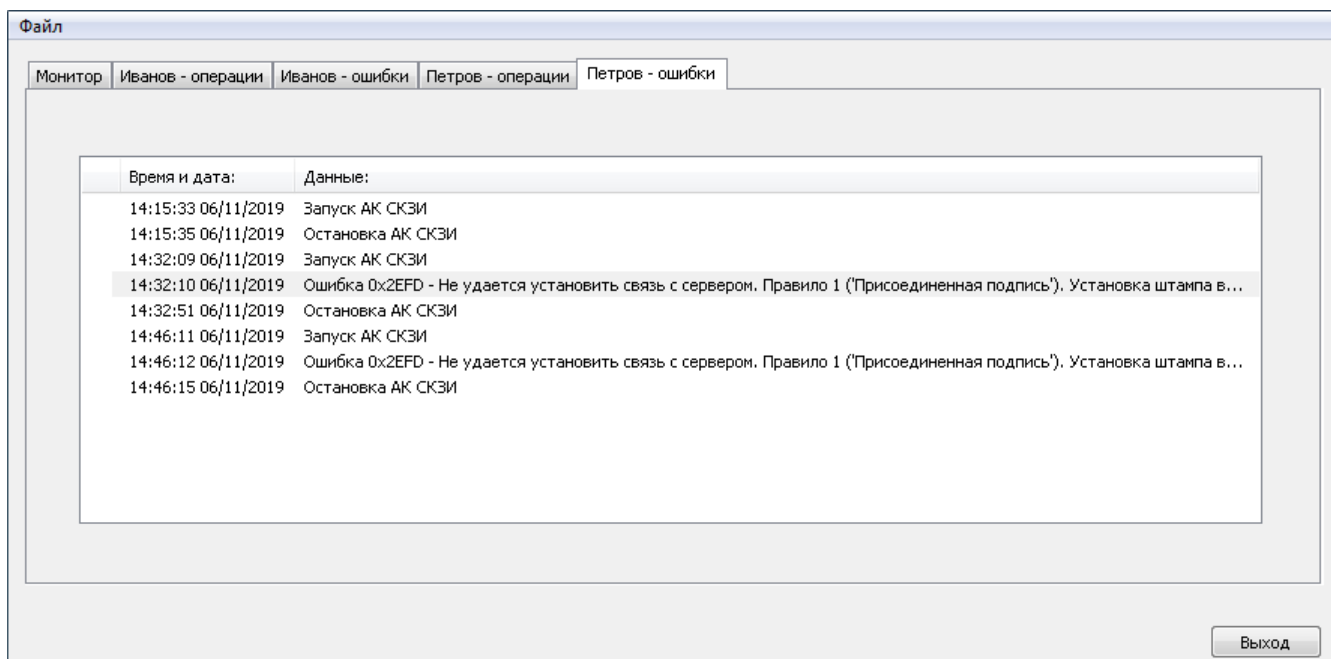 Файл
Монитор Иванов - операции Иванов - ошибки Петров - операции Петров - ошибки
Время и дата: Данные:
14:15:33 06/11/2019 Запуск АК СКЗИ
14:15:35 06/11/2019 Остановка АК СКЗИ
14:32:09 06/11/2019 Запуск АК СКЗИ
14:32:10 06/11/2019 Ошибка 0x2EFD - Не удается установить связь с сервером. Правило 1 ('Присоединенная подпись'). Установка штампа в...
14:32:51 06/11/2019 Остановка АК СКЗИ
14:46:11 06/11/2019 Запуск АК СКЗИ
14:46:12 06/11/2019 Ошибка 0x2EFD - Не удается установить связь с сервером. Правило 1 ('Присоединенная подпись'). Установка штампа в...
14:46:15 06/11/2019 Остановка АК СКЗИ
Выход